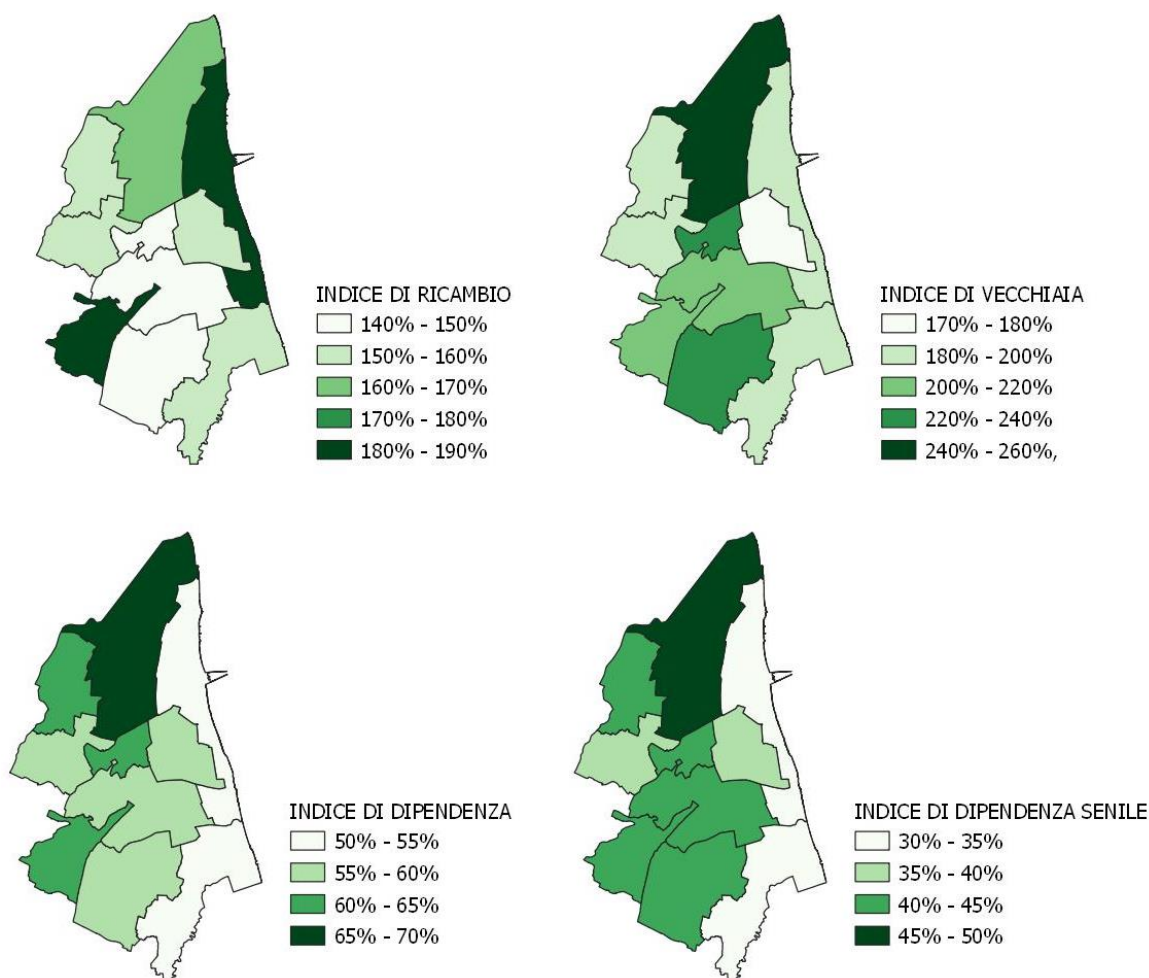 INDICE DI RICAMBIO
140% - 150%
150% - 160%
160% - 170%
170% - 180%
180% - 190%
INDICE DI VECCHIAIA
170% - 180%
180% - 200%
200% - 220%
220% - 240%
240% - 260%,
INDICE DI DIPENDENZA
50% - 55%
55% - 60%
60% - 65%
65% - 70%
INDICE DI DIPENDENZA SENILE
30% - 35%
35% - 40%
40% - 45%
45% - 50%